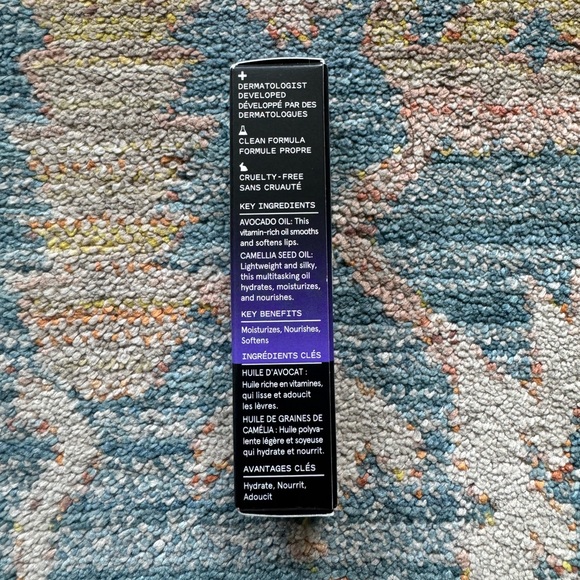 DERMATOLOGIST
DEVELOPED
DÉVELOPPÉ PAR DES
DERMATOLOGUES
CLEAN FORMULA
FORMULE PROPRE
CRUELTY-FREE
SANS CRUAUTÉ
KEY INGREDIENTS
AVOCADO OIL: This
vitamin-rich oil smooths
and softens lips.
CAMELLIA SEED OIL:
Lightweight and silky,
this multitasking oil
hydrates, moisturizes,
and nourishes.
KEY BENEFITS
Moisturizes, Nourishes,
Softens
INGRÉDIENTS CLÉS
HUILE D'AVOCAT :
Huile riche en vitamines,
qui lisse et adoucit
les lèvres.
HUILE DE GRAINES DE
CAMÉLIA : Huile polyva-
lente légère et soyeuse
qui hydrate et nourrit.
AVANTAGES CLÉS
Hydrate, Nourrit,
Adoucit